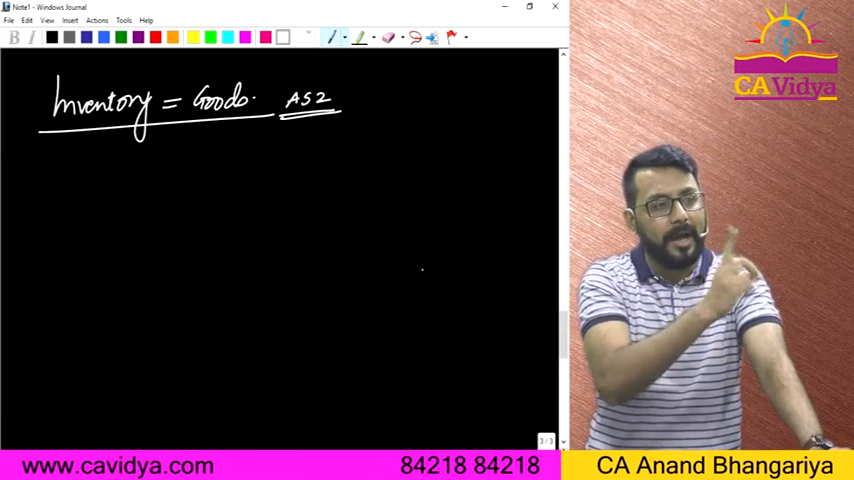 Note1 - Windows Journal
File Edit View Insert Actions Tools Help
B I
Inventory = Goods. AS2
3 / 3
CA Vidya
www.cavidya.com 84218 84218 CA Anand Bhangariya